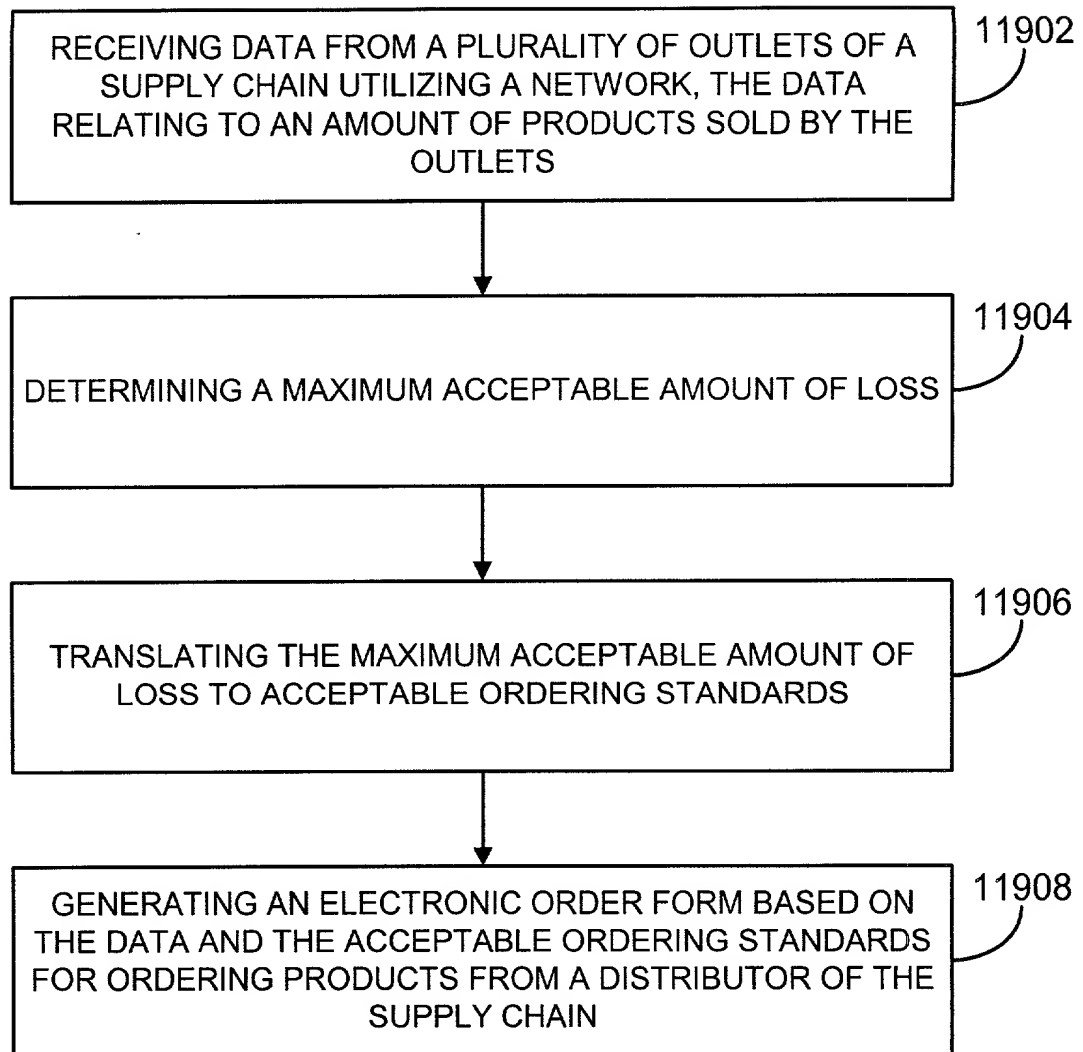 RECEIVING DATA FROM A PLURALITY OF OUTLETS OF A
SUPPLY CHAIN UTILIZING A NETWORK, THE DATA
RELATING TO AN AMOUNT OF PRODUCTS SOLD BY THE
OUTLETS
11902
DETERMINING A MAXIMUM ACCEPTABLE AMOUNT OF LOSS
11904
TRANSLATING THE MAXIMUM ACCEPTABLE AMOUNT OF
LOSS TO ACCEPTABLE ORDERING STANDARDS
11906
GENERATING AN ELECTRONIC ORDER FORM BASED ON
THE DATA AND THE ACCEPTABLE ORDERING STANDARDS
FOR ORDERING PRODUCTS FROM A DISTRIBUTOR OF THE
SUPPLY CHAIN
11908